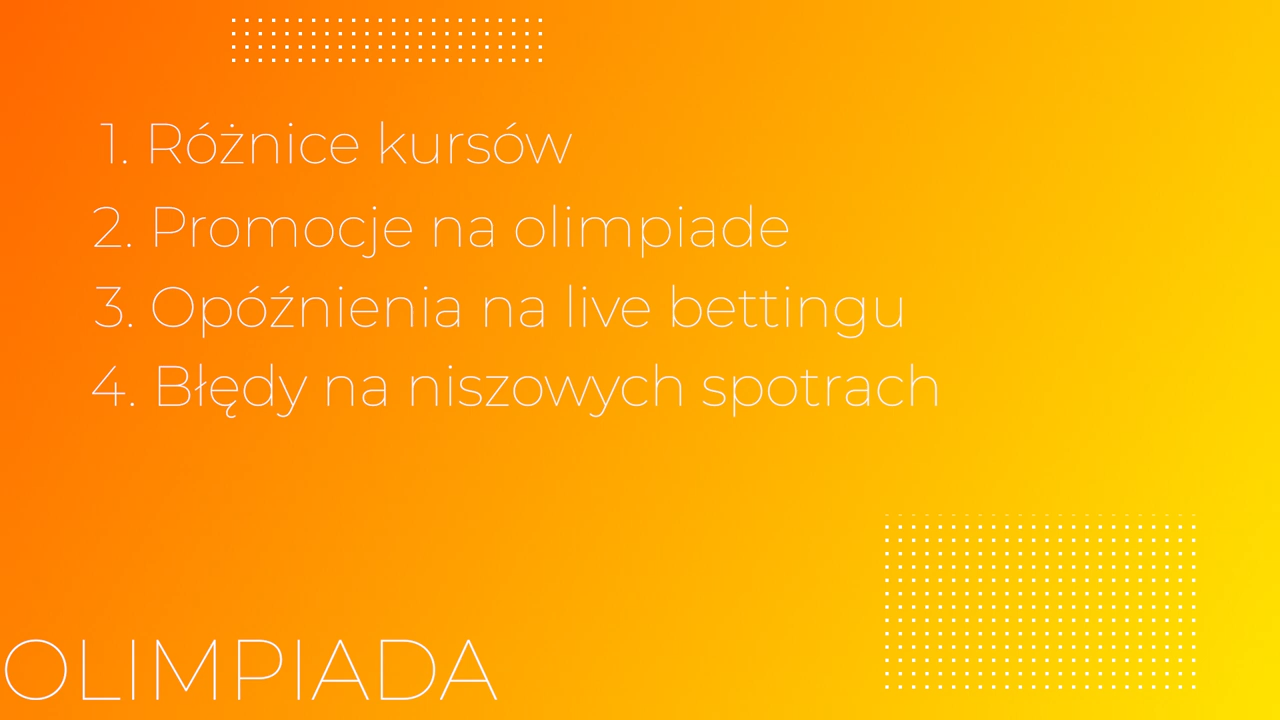 1. Różnice kursów
2. Promocje na olimpiade
3. Opóźnienia na live bettingu
4. Błędy na niszowych spotrach
OLIMPIADA